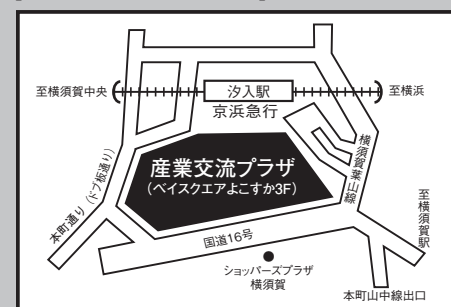 至横須賀中央
汐入駅
至横浜
京浜急行
横須賀葉山線
産業交流プラザ
(ベイスクエアよこすか3F)
本町通り(ドブ板通り)
至横須賀駅
国道16号
ショッパーズプラザ
横須賀
本町山中線出口